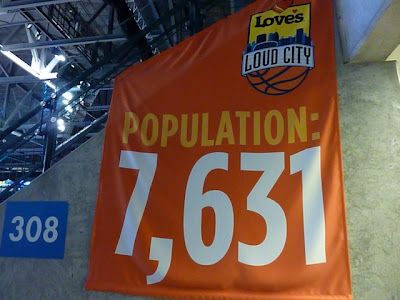 Love's
LOUD CITY
POPULATION:
7,631
308